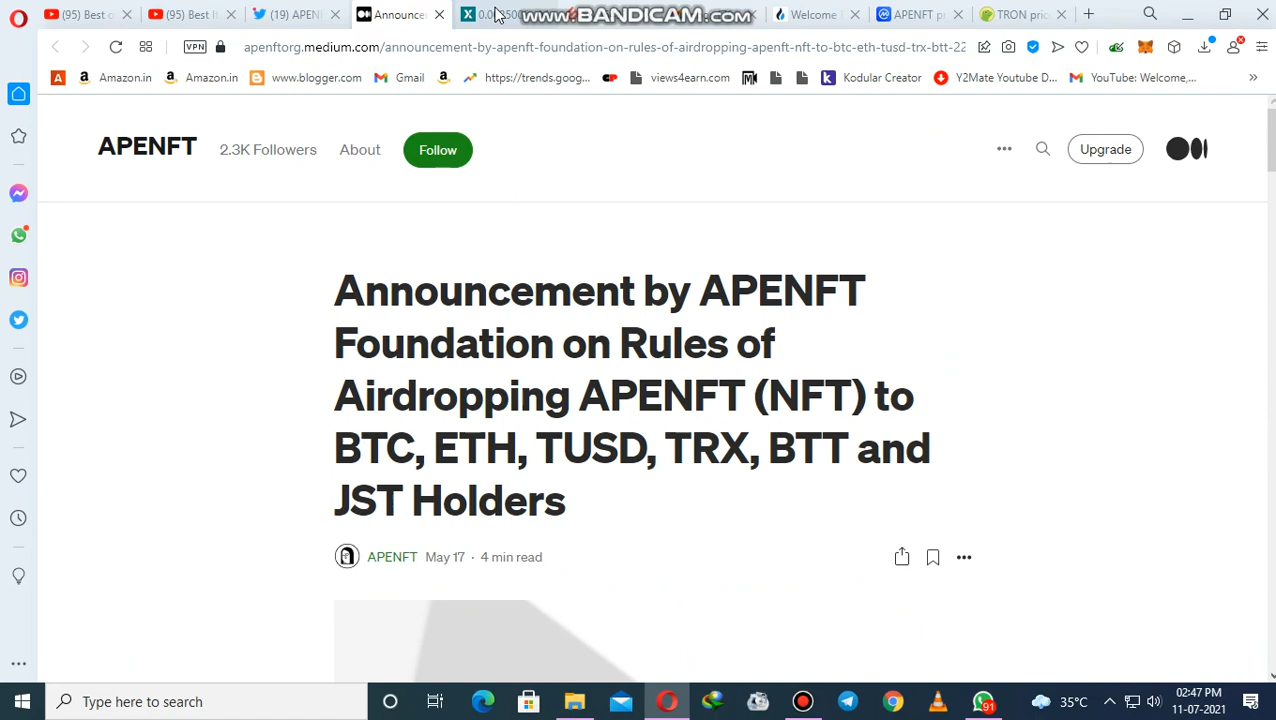 (95) Best o
(95) Best It
(19) APEN
Announce
www.BANDICAM.com
Welcome
APENFT pr
TRON pric
VPN
apenftorg.medium.com/announcement-by-apenft-foundation-on-rules-of-airdropping-apenft-nft-to-btc-eth-tusd-trx-btt-22
Amazon.in
Amazon.in
www.blogger.com
Gmail
https://trends.goog...
views4earn.com
Kodular Creator
Y2Mate Youtube D...
YouTube: Welcome,...
APENFT
2.3K Followers
About
Follow
Upgrade
Announcement by APENFT
Foundation on Rules of
Airdropping APENFT (NFT) to
BTC, ETH, TUSD, TRX, BTT and
JST Holders
APENFT May 17 · 4 min read
Type here to search
91
35°C
02:47 PM
11-07-2021